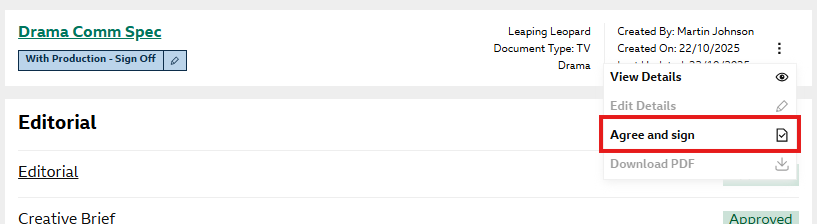 Drama Comm Spec
With Production - Sign Off
Leaping Leopard
Document Type: TV
Drama
Created By: Martin Johnson
Created On: 22/10/2025
View Details
Edit Details
Agree and sign
Download PDF
Editorial
Editorial
Creative Brief
Approved